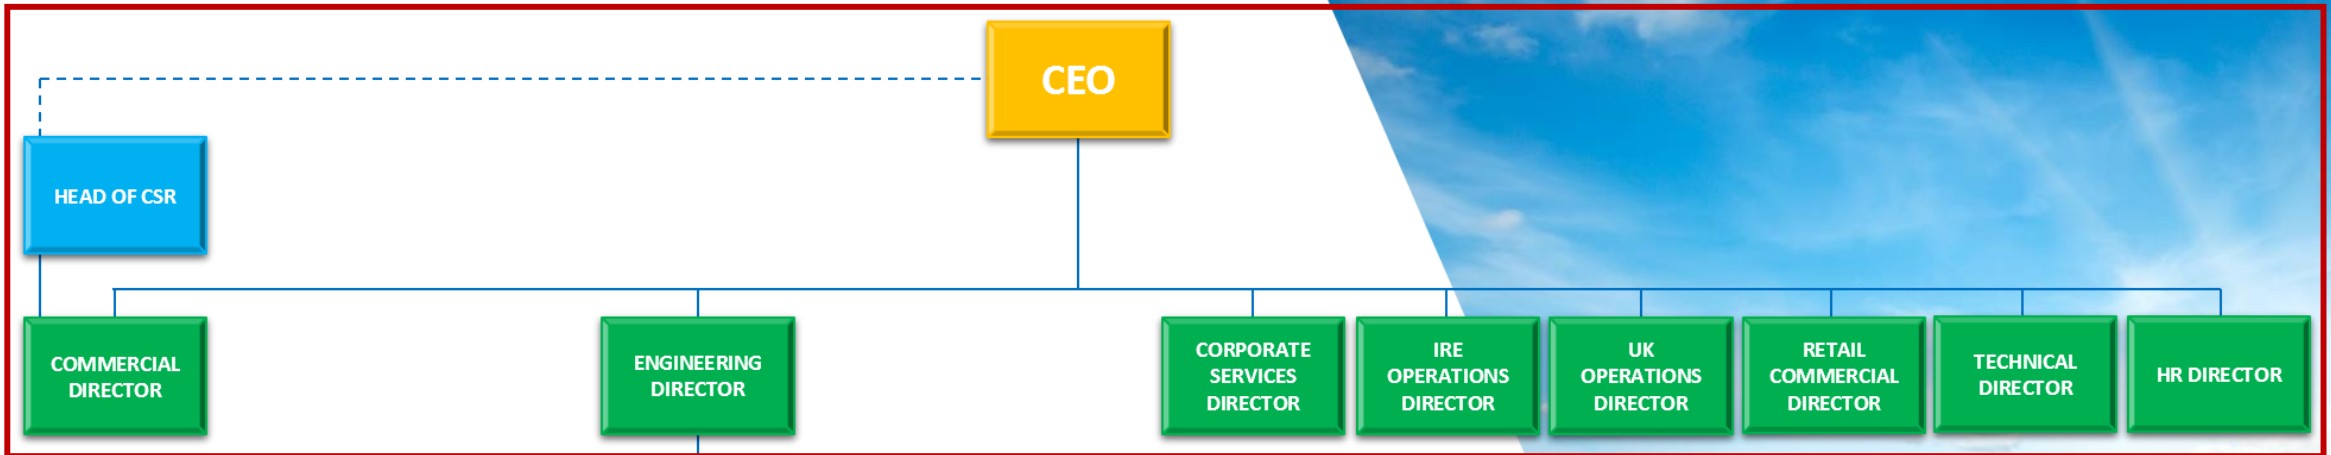 CEO
HEAD OF CSR
COMMERCIAL
DIRECTOR
ENGINEERING
DIRECTOR
CORPORATE
SERVICES
DIRECTOR
IRE
OPERATIONS
DIRECTOR
UK
OPERATIONS
DIRECTOR
RETAIL
COMMERCIAL
DIRECTOR
TECHNICAL
DIRECTOR
HR DIRECTOR